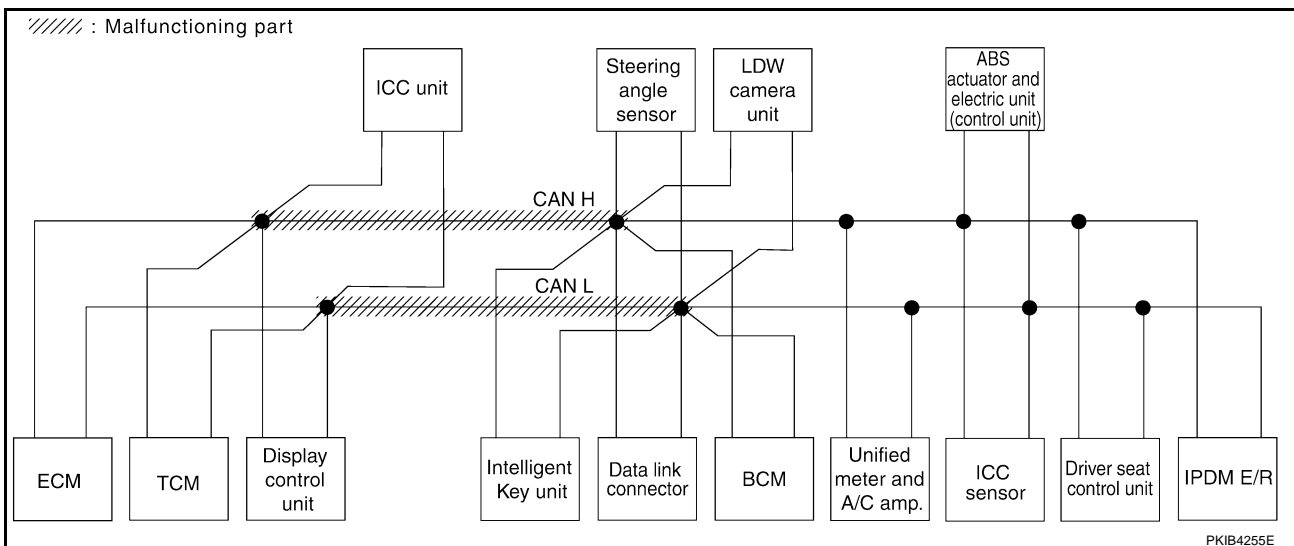 : Malfunctioning part
ICC unit
Steering
angle
sensor
LDW
camera
unit
ABS
actuator and
electric unit
(control unit)
CAN H
CAN L
ECM
TCM
Display
control
unit
Intelligent
Key unit
Data link
connector
BCM
Unified
meter and
A/C amp.
ICC
sensor
Driver seat
control unit
IPDM E/R
PKIB4255E